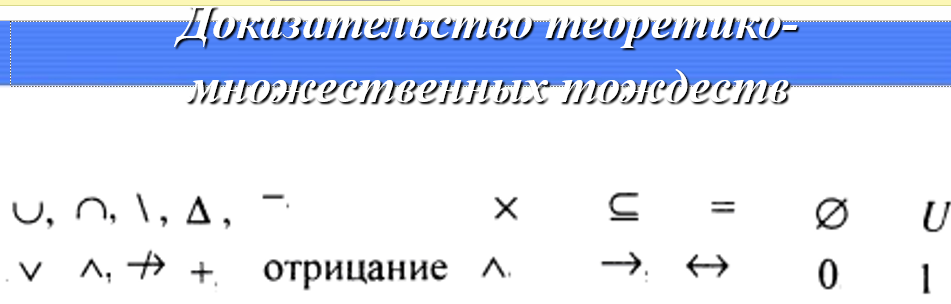 Доказательство теоретико-
множественных тождеств
∪, ∩, \, Δ, ¯ × ⊆ = ∅ U
∨ ∧, ↛ + отрицание ∧ → ↔ 0 1